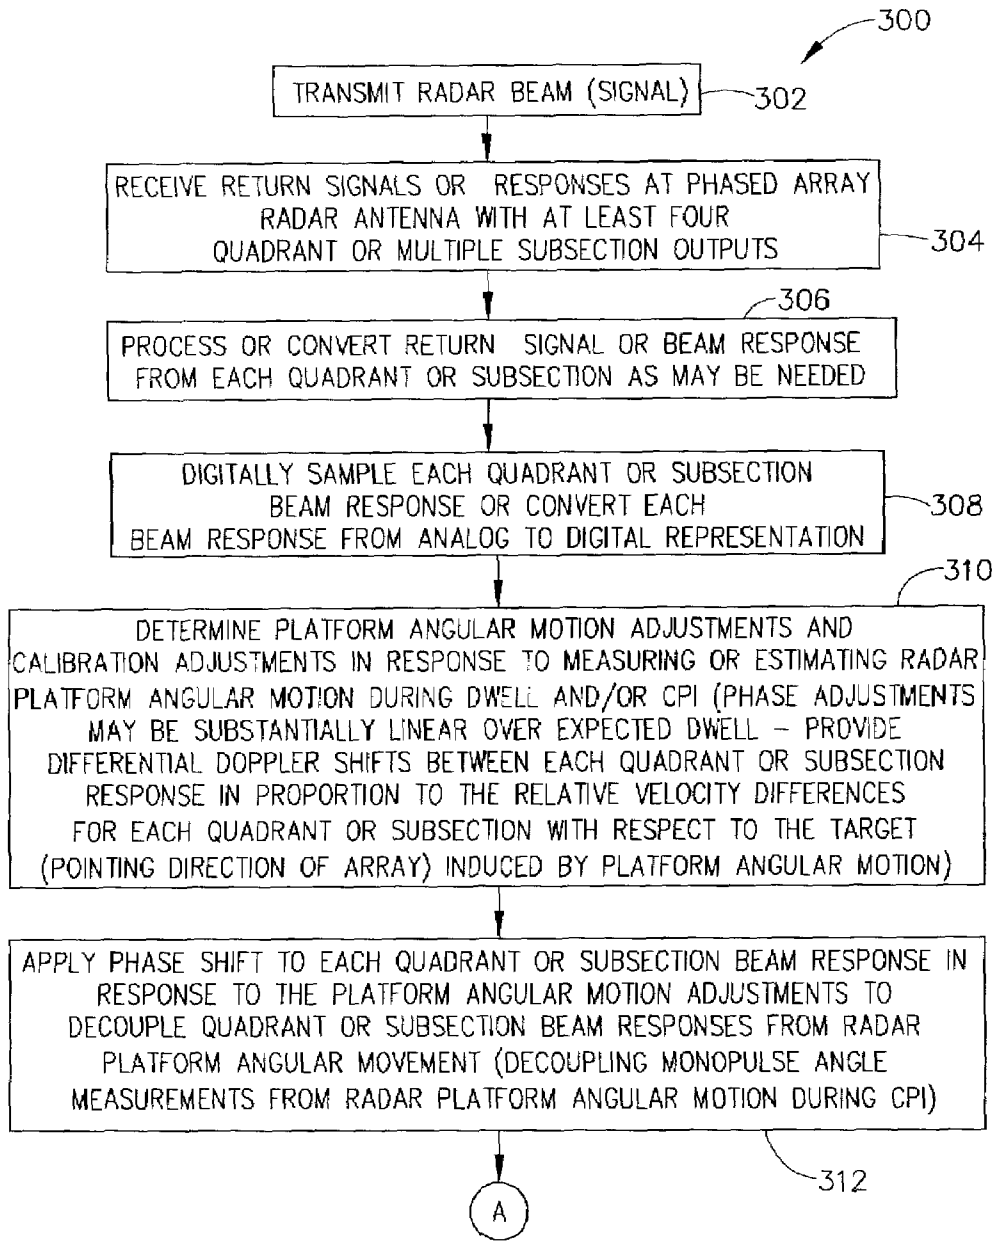 300
TRANSMIT RADAR BEAM (SIGNAL)
302
RECEIVE RETURN SIGNALS OR RESPONSES AT PHASED ARRAY
RADAR ANTENNA WITH AT LEAST FOUR
QUADRANT OR MULTIPLE SUBSECTION OUTPUTS
304
306
PROCESS OR CONVERT RETURN SIGNAL OR BEAM RESPONSE
FROM EACH QUADRANT OR SUBSECTION AS MAY BE NEEDED
DIGITALLY SAMPLE EACH QUADRANT OR SUBSECTION
BEAM RESPONSE OR CONVERT EACH
BEAM RESPONSE FROM ANALOG TO DIGITAL REPRESENTATION
308
310
DETERMINE PLATFORM ANGULAR MOTION ADJUSTMENTS AND
CALIBRATION ADJUSTMENTS IN RESPONSE TO MEASURING OR ESTIMATING RADAR
PLATFORM ANGULAR MOTION DURING DWELL AND/OR CPI (PHASE ADJUSTMENTS
MAY BE SUBSTANTIALLY LINEAR OVER EXPECTED DWELL – PROVIDE
DIFFERENTIAL DOPPLER SHIFTS BETWEEN EACH QUADRANT OR SUBSECTION
RESPONSE IN PROPORTION TO THE RELATIVE VELOCITY DIFFERENCES
FOR EACH QUADRANT OR SUBSECTION WITH RESPECT TO THE TARGET
(POINTING DIRECTION OF ARRAY) INDUCED BY PLATFORM ANGULAR MOTION)
APPLY PHASE SHIFT TO EACH QUADRANT OR SUBSECTION BEAM RESPONSE IN
RESPONSE TO THE PLATFORM ANGULAR MOTION ADJUSTMENTS TO
DECOUPLE QUADRANT OR SUBSECTION BEAM RESPONSES FROM RADAR
PLATFORM ANGULAR MOVEMENT (DECOUPLING MONOPULSE ANGLE
MEASUREMENTS FROM RADAR PLATFORM ANGULAR MOTION DURING CPI)
312
A